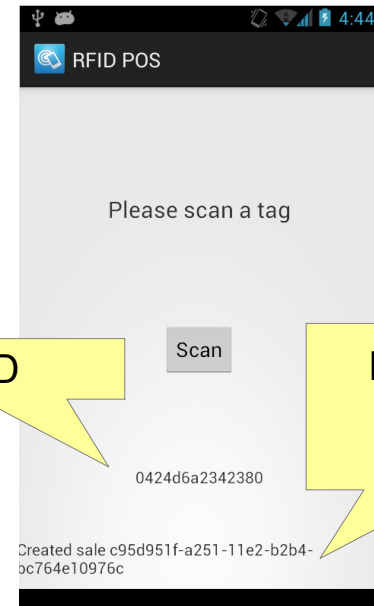 4:44
RFID POS
Please scan a tag
Scan
D
0424d6a2342380
Created sale c95d951f-a251-11e2-b2b4-
bc764e10976c